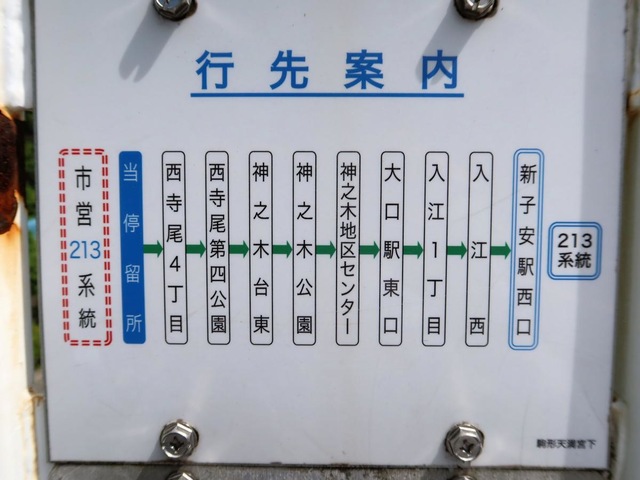 行先案内
市営213系統
当停留所
西寺尾4丁目
西寺尾第四公園
神之木台東
神之木公園
神之木地区センター
大口駅東口
入江1丁目
入江西
新子安駅西口
213
系統
駒形天満宮下